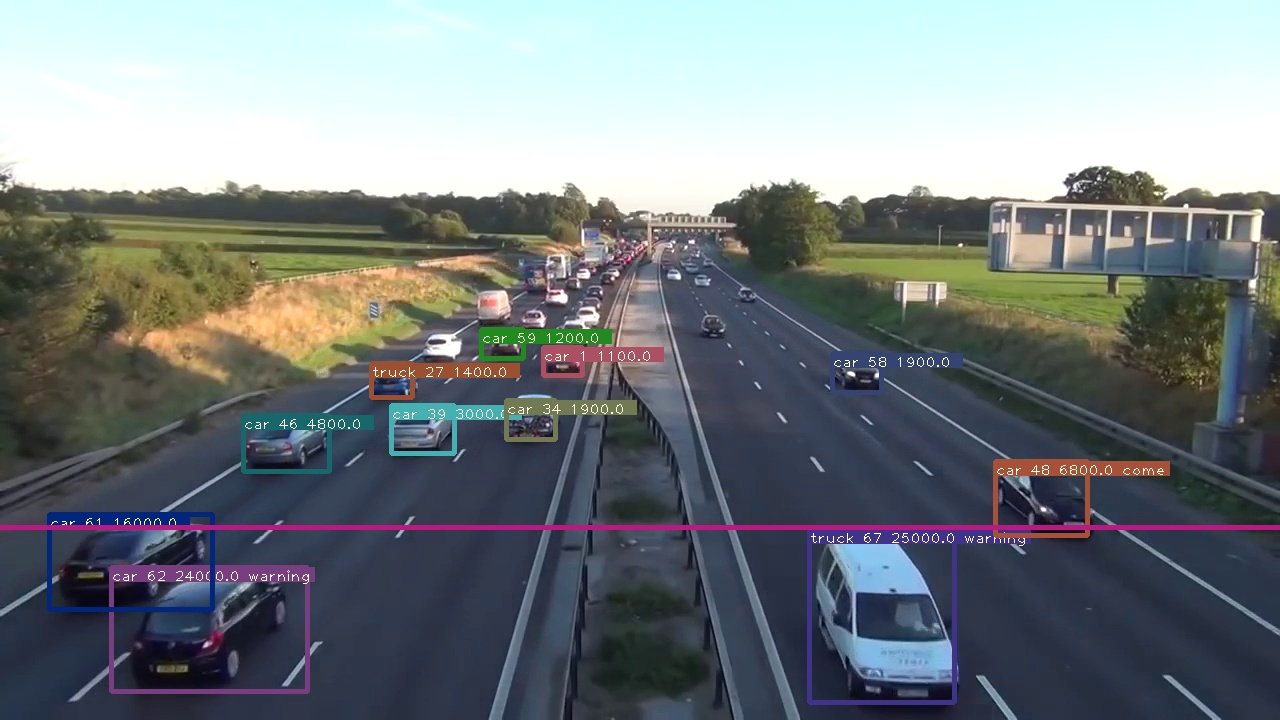 car 59 1200.0
car 1 1100.0
car 58 1900.0
truck 27 1400.0
car 39 3000.0
car 34 1900.0
car 46 4800.0
car 48 6800.0 come
car 61 16000.0
truck 67 25000.0 warning
car 62 24000.0 warning